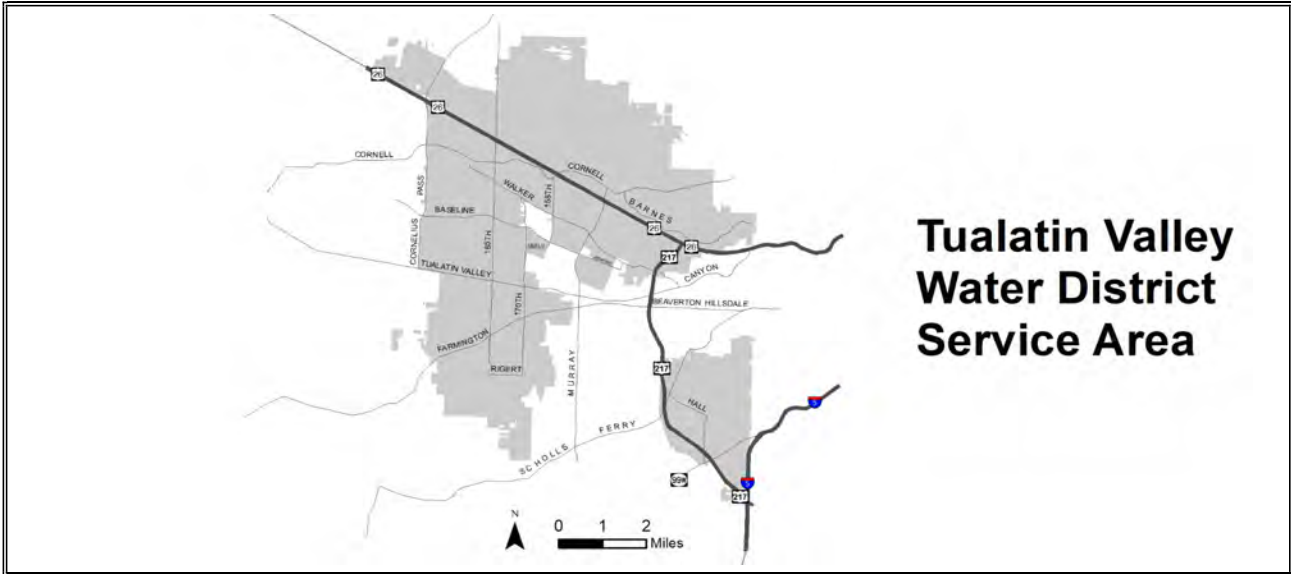 26
26
CORNELL
CORNELL
PASS
WALKER
158TH
BARNES
BASELINE
CORNELIUS
185TH
26
26
217
TUALATIN VALLEY
CANYON
170TH
BEAVERTON HILLSDALE
FARMINGTON
RIGERT
MURRAY
217
HALL
5
SCHOLLS FERRY
99W
5
217
N
0 1 2
Miles
Tualatin Valley
Water District
Service Area